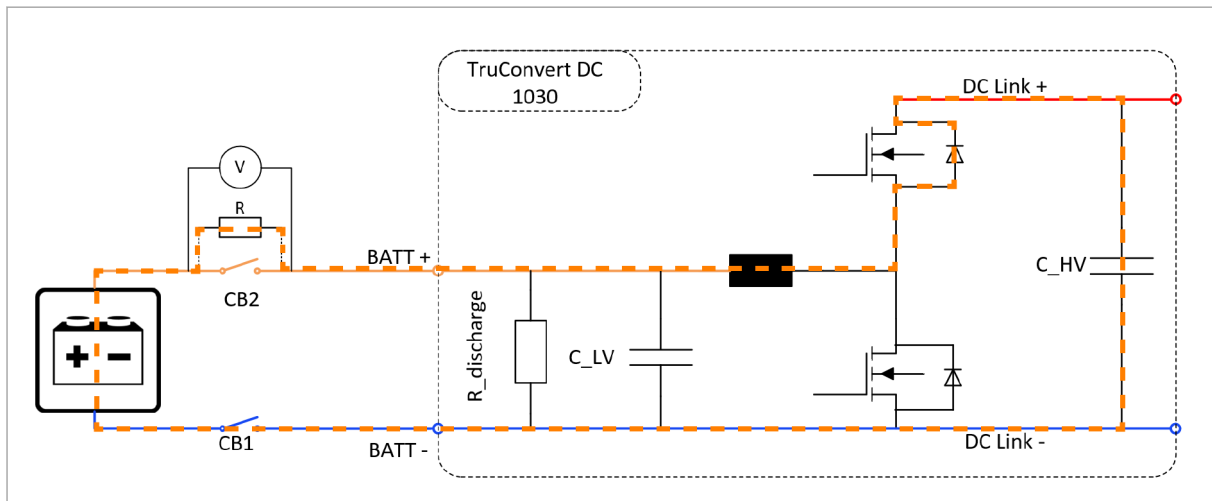 TruConvert DC
1030
DC Link +
V
R
BATT +
CB2
C_HV
R_discharge
C_LV
CB1
BATT -
DC Link -